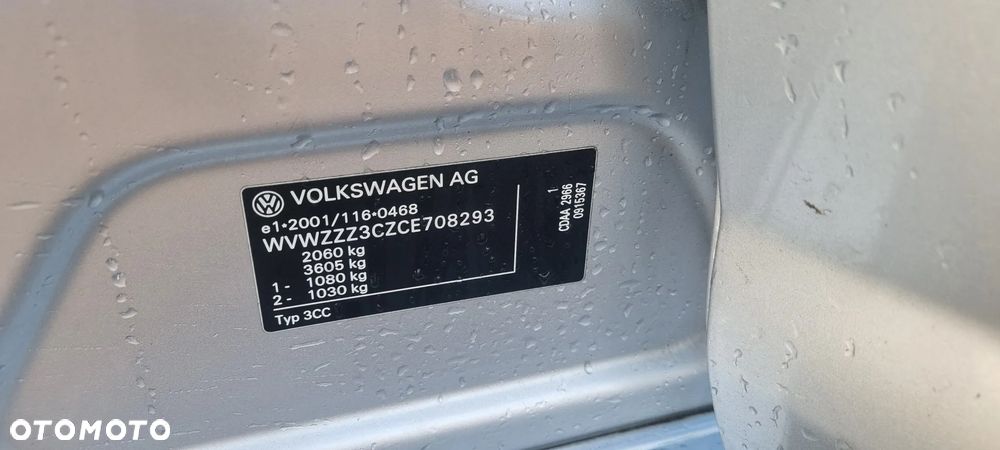 VOLKSWAGEN AG
e1*2001/116*0468
WVWZZZ3CZCE708293
2060 kg
3605 kg
1 - 1080 kg
2 - 1030 kg
Typ 3CC
1
CDAA 2966
0915367
OTOMOTO